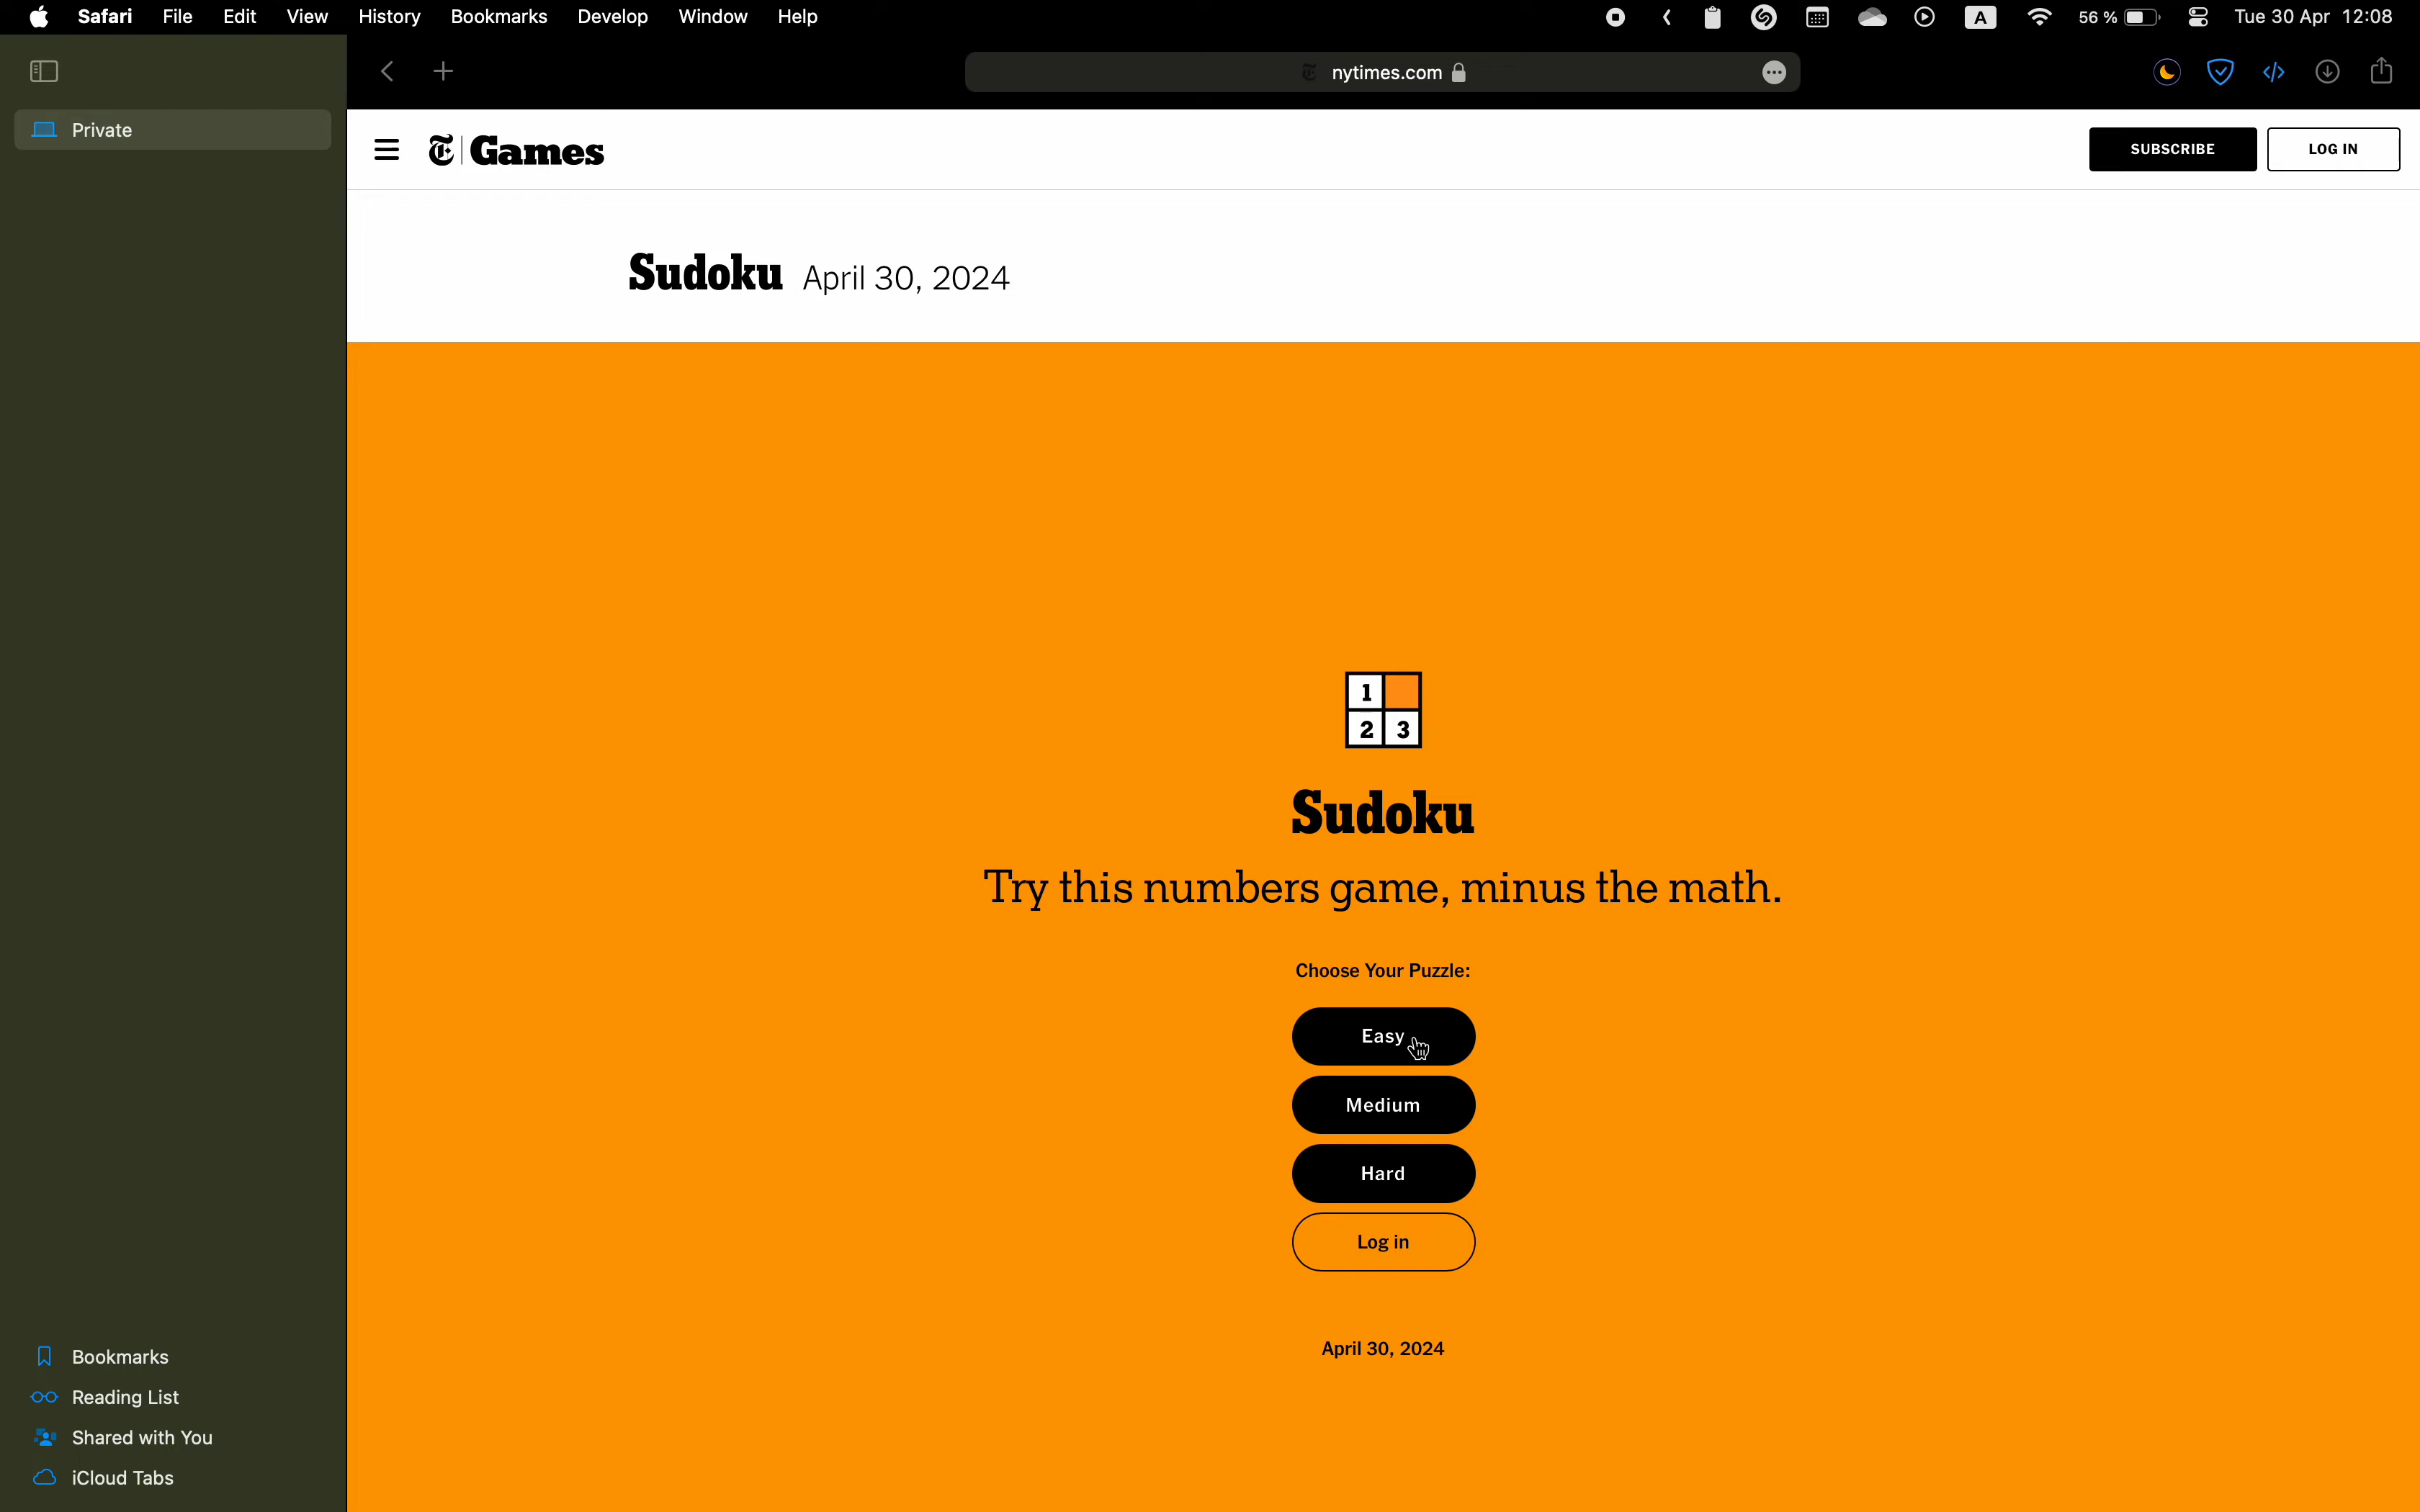 Safari File Edit View History Bookmarks Develop Window Help A 56 % Tue 30 Apr 12:08
nytimes.com
Private
T Games SUBSCRIBE LOG IN
Sudoku April 30, 2024
1
2 3
Sudoku
Try this numbers game, minus the math.
Choose Your Puzzle:
Easy
Medium
Hard
Log in
April 30, 2024
Bookmarks
Reading List
Shared with You
iCloud Tabs